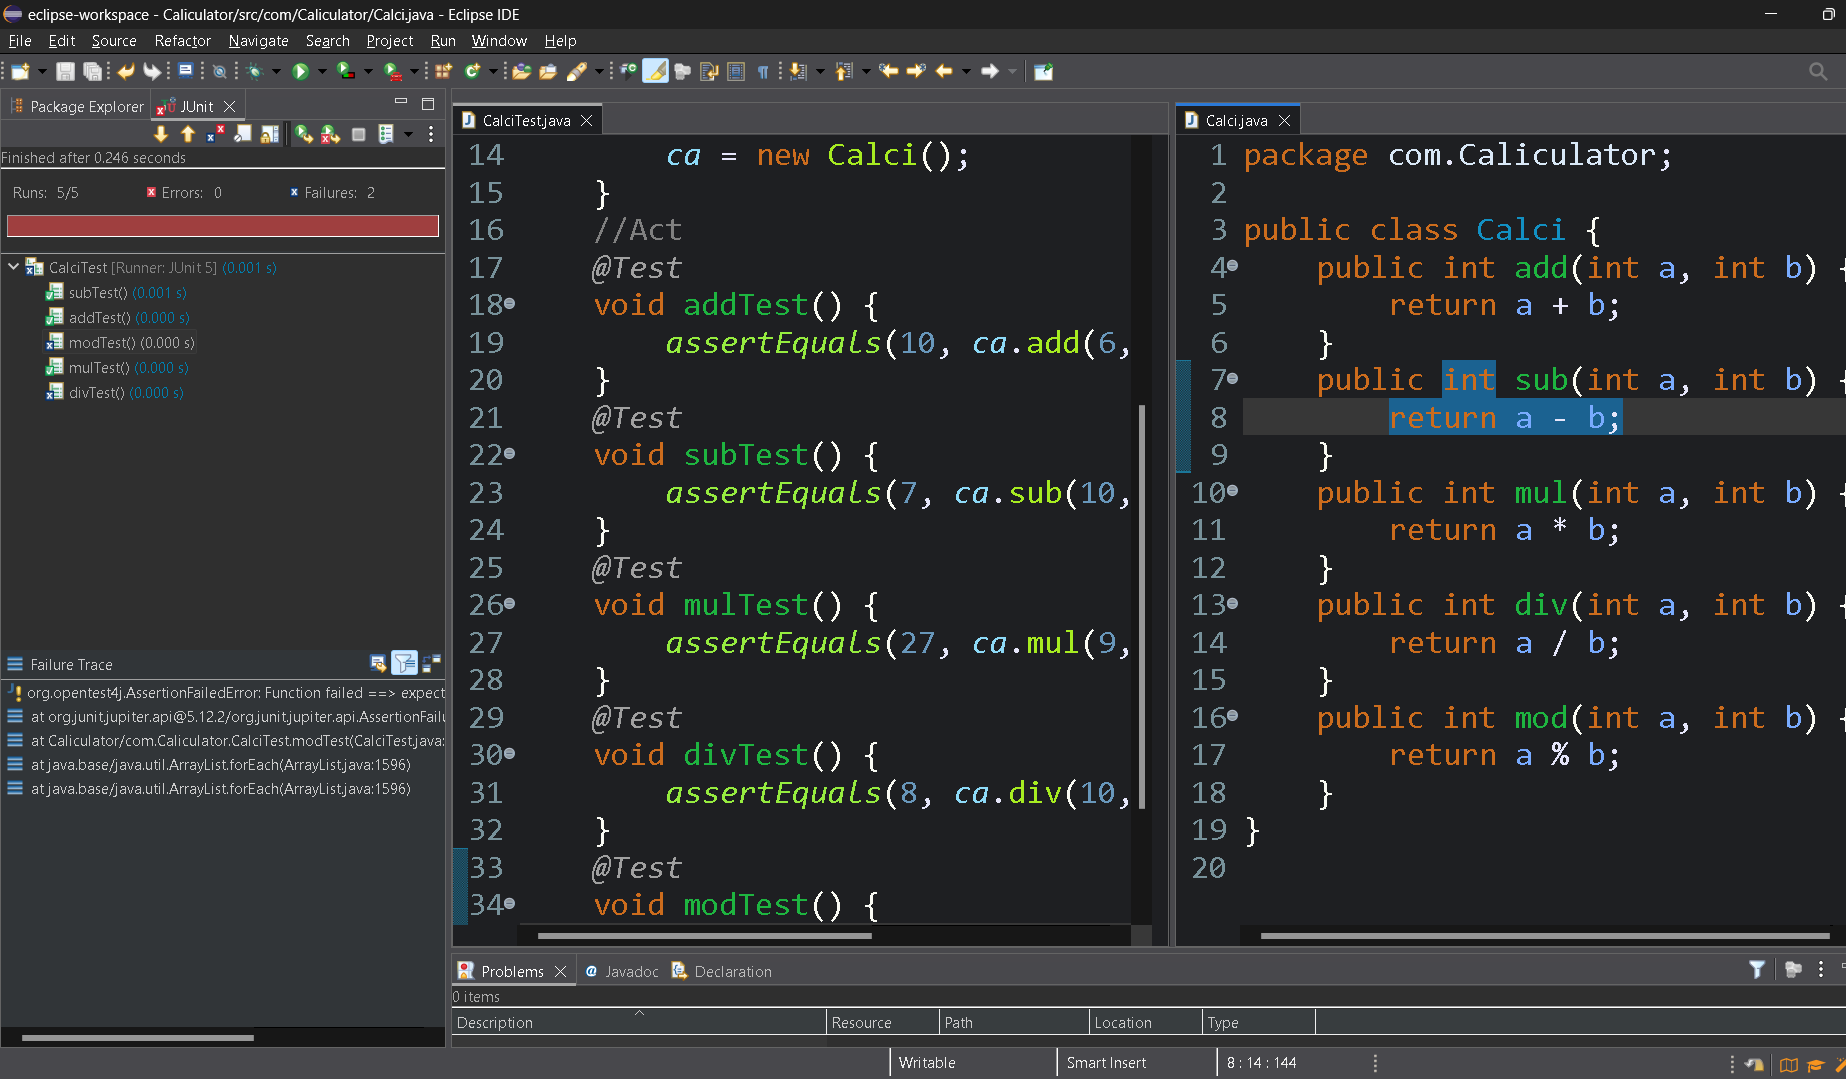 eclipse-workspace - Caliculator/src/com/Caliculator/Calci.java - Eclipse IDE
File Edit Source Refactor Navigate Search Project Run Window Help
Package Explorer JUnit
Finished after 0.246 seconds
Runs: 5/5 Errors: 0 Failures: 2
CalciTest [Runner: JUnit 5] (0.001 s)
subTest() (0.001 s)
addTest() (0.000 s)
modTest() (0.000 s)
mulTest() (0.000 s)
divTest() (0.000 s)
Failure Trace
org.opentest4j.AssertionFailedError: Function failed ==> expect
at org.junit.jupiter.api@5.12.2/org.junit.jupiter.api.AssertionFailu
at Caliculator/com.Caliculator.CalciTest.modTest(CalciTest.java:
at java.base/java.util.ArrayList.forEach(ArrayList.java:1596)
at java.base/java.util.ArrayList.forEach(ArrayList.java:1596)
CalciTest.java
14 ca = new Calci();
15 }
16 //Act
17 @Test
18 void addTest() {
19 assertEquals(10, ca.add(6,
20 }
21 @Test
22 void subTest() {
23 assertEquals(7, ca.sub(10,
24 }
25 @Test
26 void mulTest() {
27 assertEquals(27, ca.mul(9,
28 }
29 @Test
30 void divTest() {
31 assertEquals(8, ca.div(10,
32 }
33 @Test
34 void modTest() {
Calci.java
1 package com.Caliculator;
2
3 public class Calci {
4 public int add(int a, int b) {
5 return a + b;
6 }
7 public int sub(int a, int b) {
8 return a - b;
9 }
10 public int mul(int a, int b) {
11 return a * b;
12 }
13 public int div(int a, int b) {
14 return a / b;
15 }
16 public int mod(int a, int b) {
17 return a % b;
18 }
19 }
20
Problems Javadoc Declaration
0 items
Description Resource Path Location Type
Writable Smart Insert 8 : 14 : 144